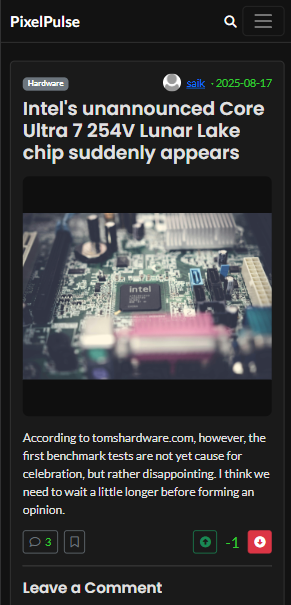 PixelPulse
Hardware
saik · 2025-08-17
Intel's unannounced Core
Ultra 7 254V Lunar Lake
chip suddenly appears
intel
According to tomshardware.com, however, the
first benchmark tests are not yet cause for
celebration, but rather disappointing. I think we
need to wait a little longer before forming an
opinion.
3
-1
Leave a Comment